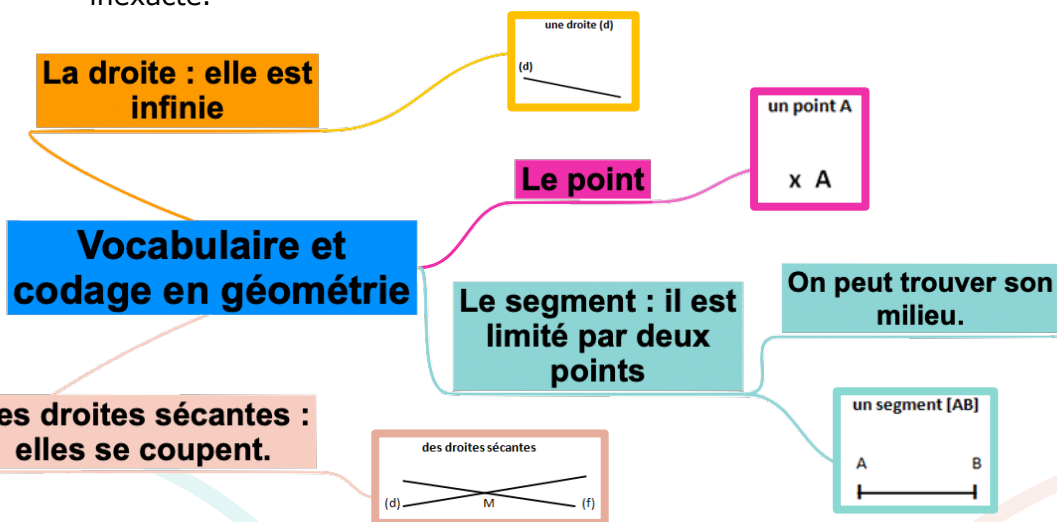 inexacte.
une droite (d)
(d)
La droite : elle est
infinie
un point A
x A
Le point
Vocabulaire et
codage en géométrie
On peut trouver son
milieu.
Le segment : il est
limité par deux
points
un segment [AB]
A B
es droites sécantes :
elles se coupent.
des droites sécantes
(d) M (f)